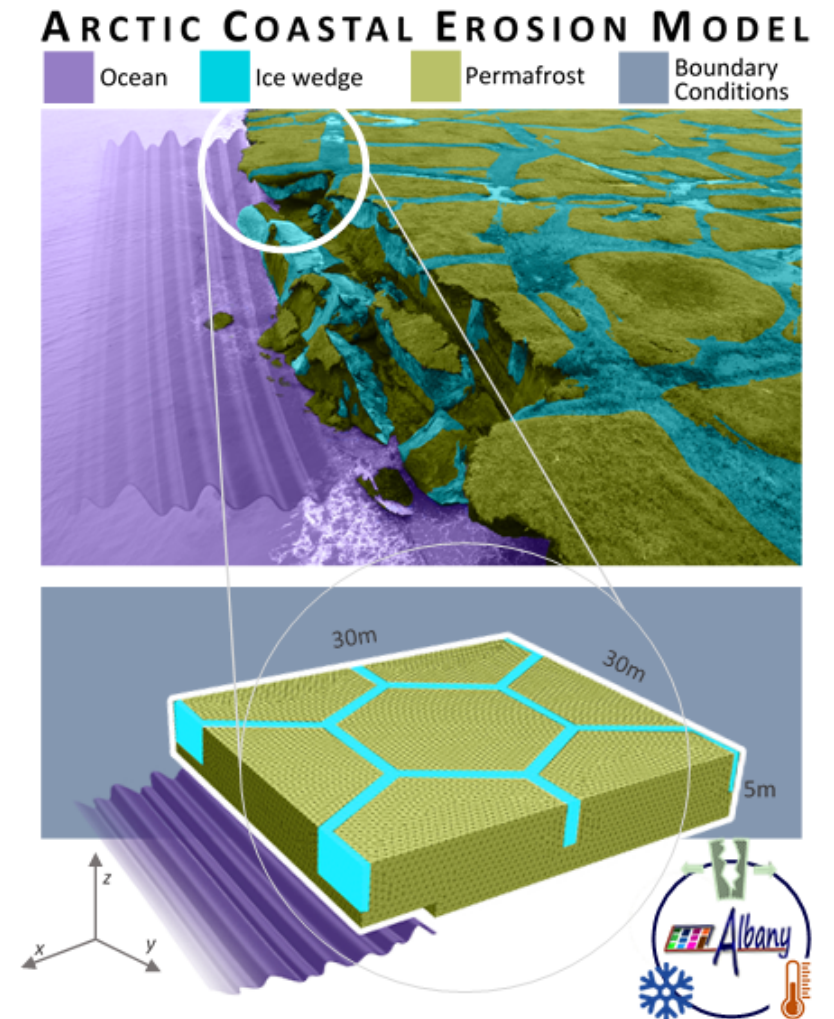 ARCTIC COASTAL EROSION MODEL
Ocean
Ice wedge
Permafrost
Boundary
Conditions
30m
30m
5m
z
x
y
Albany